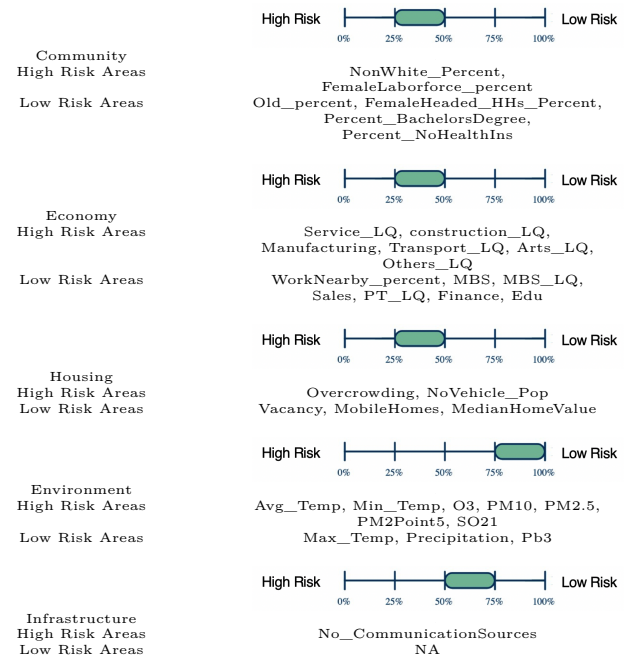 High Risk Low Risk
0% 25% 50% 75% 100%
Community
High Risk Areas NonWhite_Percent,
FemaleLaborforce_percent
Low Risk Areas Old_percent, FemaleHeaded_HHs_Percent,
Percent_BachelorsDegree,
Percent_NoHealthIns
High Risk Low Risk
0% 25% 50% 75% 100%
Economy
High Risk Areas Service_LQ, construction_LQ,
Manufacturing, Transport_LQ, Arts_LQ,
Others_LQ
Low Risk Areas WorkNearby_percent, MBS, MBS_LQ,
Sales, PT_LQ, Finance, Edu
High Risk Low Risk
0% 25% 50% 75% 100%
Housing
High Risk Areas Overcrowding, NoVehicle_Pop
Low Risk Areas Vacancy, MobileHomes, MedianHomeValue
High Risk Low Risk
0% 25% 50% 75% 100%
Environment
High Risk Areas Avg_Temp, Min_Temp, O3, PM10, PM2.5,
PM2Point5, SO21
Low Risk Areas Max_Temp, Precipitation, Pb3
High Risk Low Risk
0% 25% 50% 75% 100%
Infrastructure
High Risk Areas No_CommunicationSources
Low Risk Areas NA